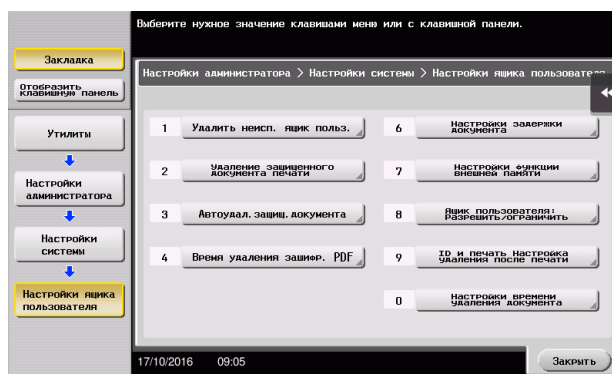 Выберите нужное значение клавишами меню или с клавишной панели.
Закладка
Отобразить
клавишную панель
Утилиты
Настройки
администратора
Настройки
системы
Настройки ящика
пользователя
Настройки администратора > Настройки системы > Настройки ящика пользовате
1 Удалить неисп. ящик польз.
2 Удаление защищенного
документа печати
3 Автоудал.защищ.документа
4 Время удаления зашифр. PDF
6 Настройки задержки
документа
7 Настройки функции
внешней памяти
8 Ящик пользователя:
Разрешить/ограничить
9 ID и печать Настройка
удаления после печати
0 Настройки времени
удаления документа
17/10/2016 09:05
Закрыть